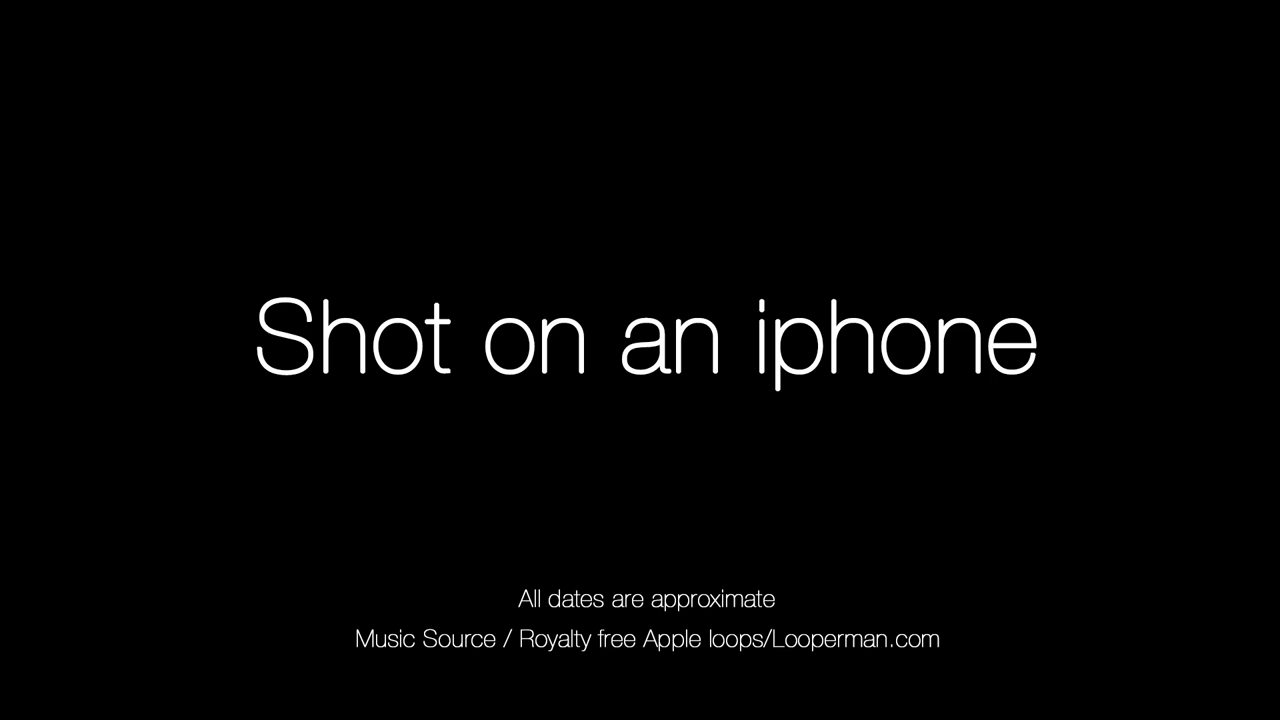 Shot on an iphone
All dates are approximate
Music Source / Royalty free Apple loops/Looperman.com